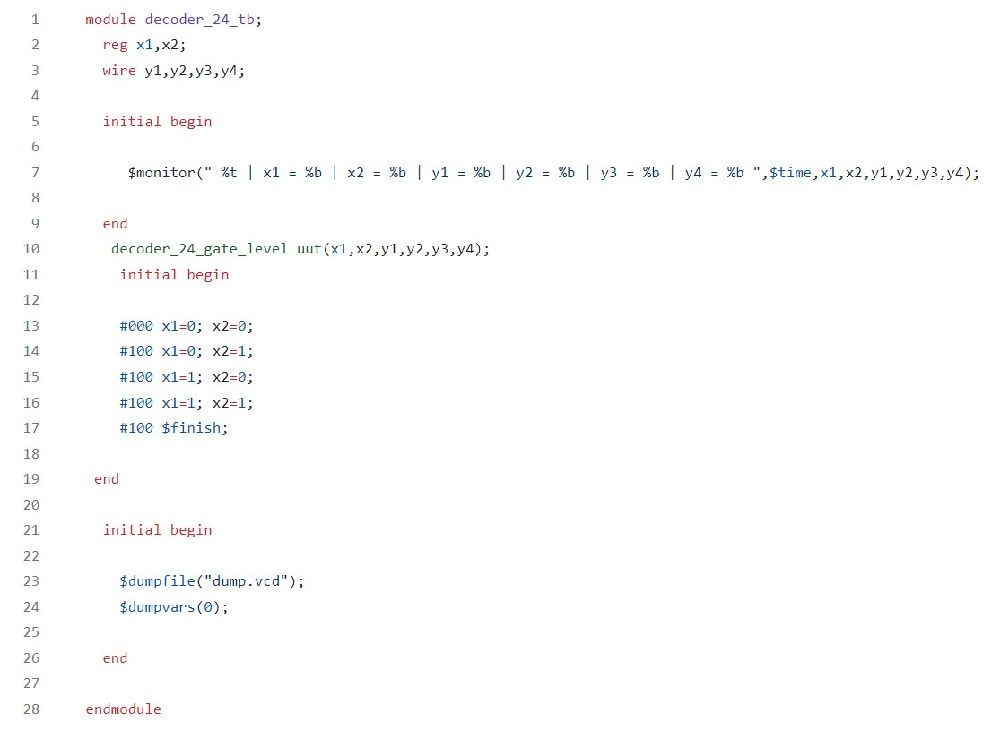 1 module decoder_24_tb;
2 reg x1,x2;
3 wire y1,y2,y3,y4;
4
5 initial begin
6
7 $monitor(" %t | x1 = %b | x2 = %b | y1 = %b | y2 = %b | y3 = %b | y4 = %b ",$time,x1,x2,y1,y2,y3,y4);
8
9 end
10 decoder_24_gate_level uut(x1,x2,y1,y2,y3,y4);
11 initial begin
12
13 #000 x1=0; x2=0;
14 #100 x1=0; x2=1;
15 #100 x1=1; x2=0;
16 #100 x1=1; x2=1;
17 #100 $finish;
18
19 end
20
21 initial begin
22
23 $dumpfile("dump.vcd");
24 $dumpvars(0);
25
26 end
27
28 endmodule